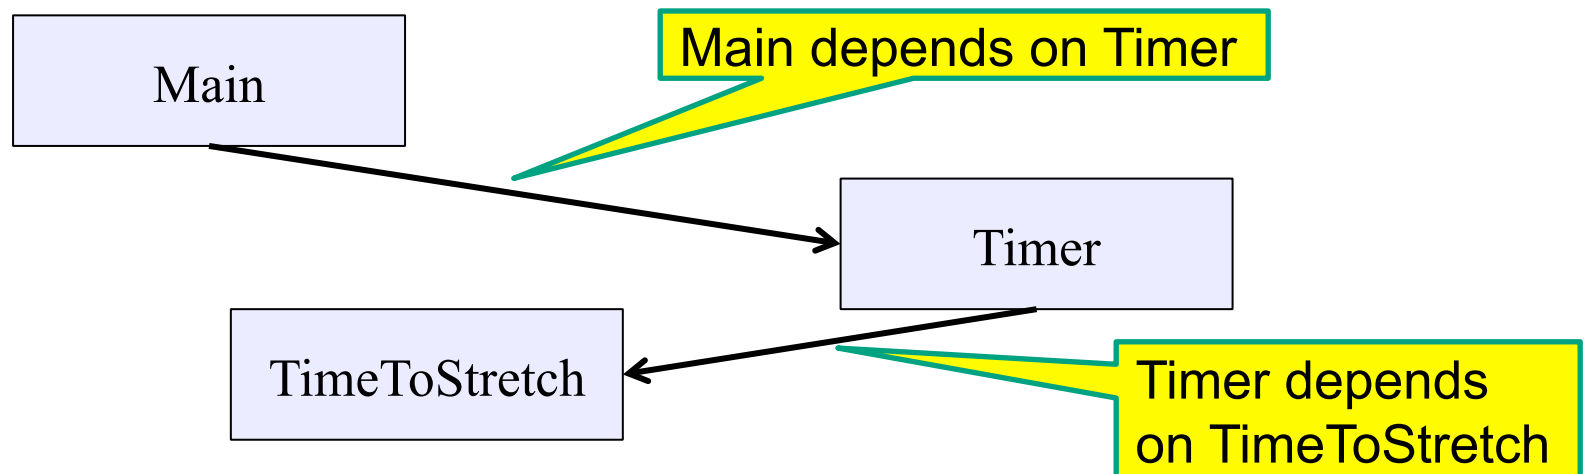 Main
Main depends on Timer
Timer
TimeToStretch
Timer depends
on TimeToStretch